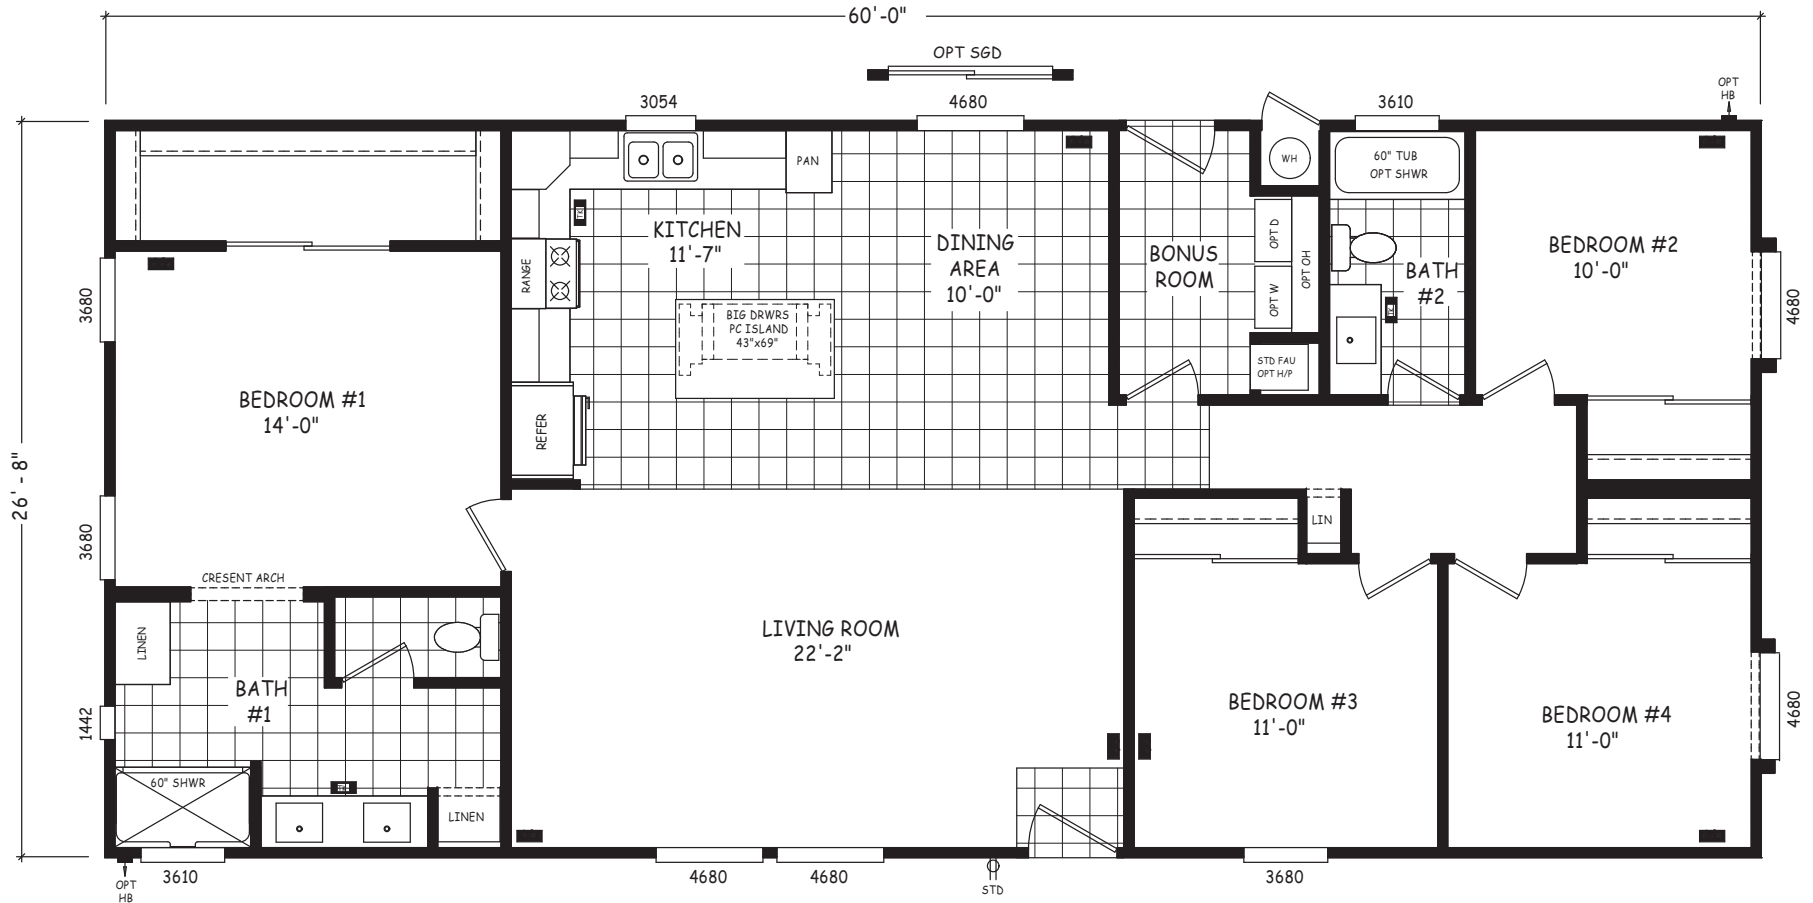 60'-0"
OPT SGD
3054
4680
3610
OPT
HB
PAN
WH
60" TUB
OPT SHWR
KITCHEN
11'-7"
DINING
AREA
10'-0"
BONUS
ROOM
OPT D
OPT W
OPT OH
BATH
#2
BEDROOM #2
10'-0"
4680
3680
RANGE
BIG DRWRS
PC ISLAND
43"x69"
STD FAU
OPT H/P
BEDROOM #1
14'-0"
REFER
26' - 8"
3680
LIN
CRESENT ARCH
LINEN
LIVING ROOM
22'-2"
BATH
#1
1442
BEDROOM #3
11'-0"
BEDROOM #4
11'-0"
4680
60" SHWR
LINEN
OPT
HB
3610
4680
4680
STD
3680